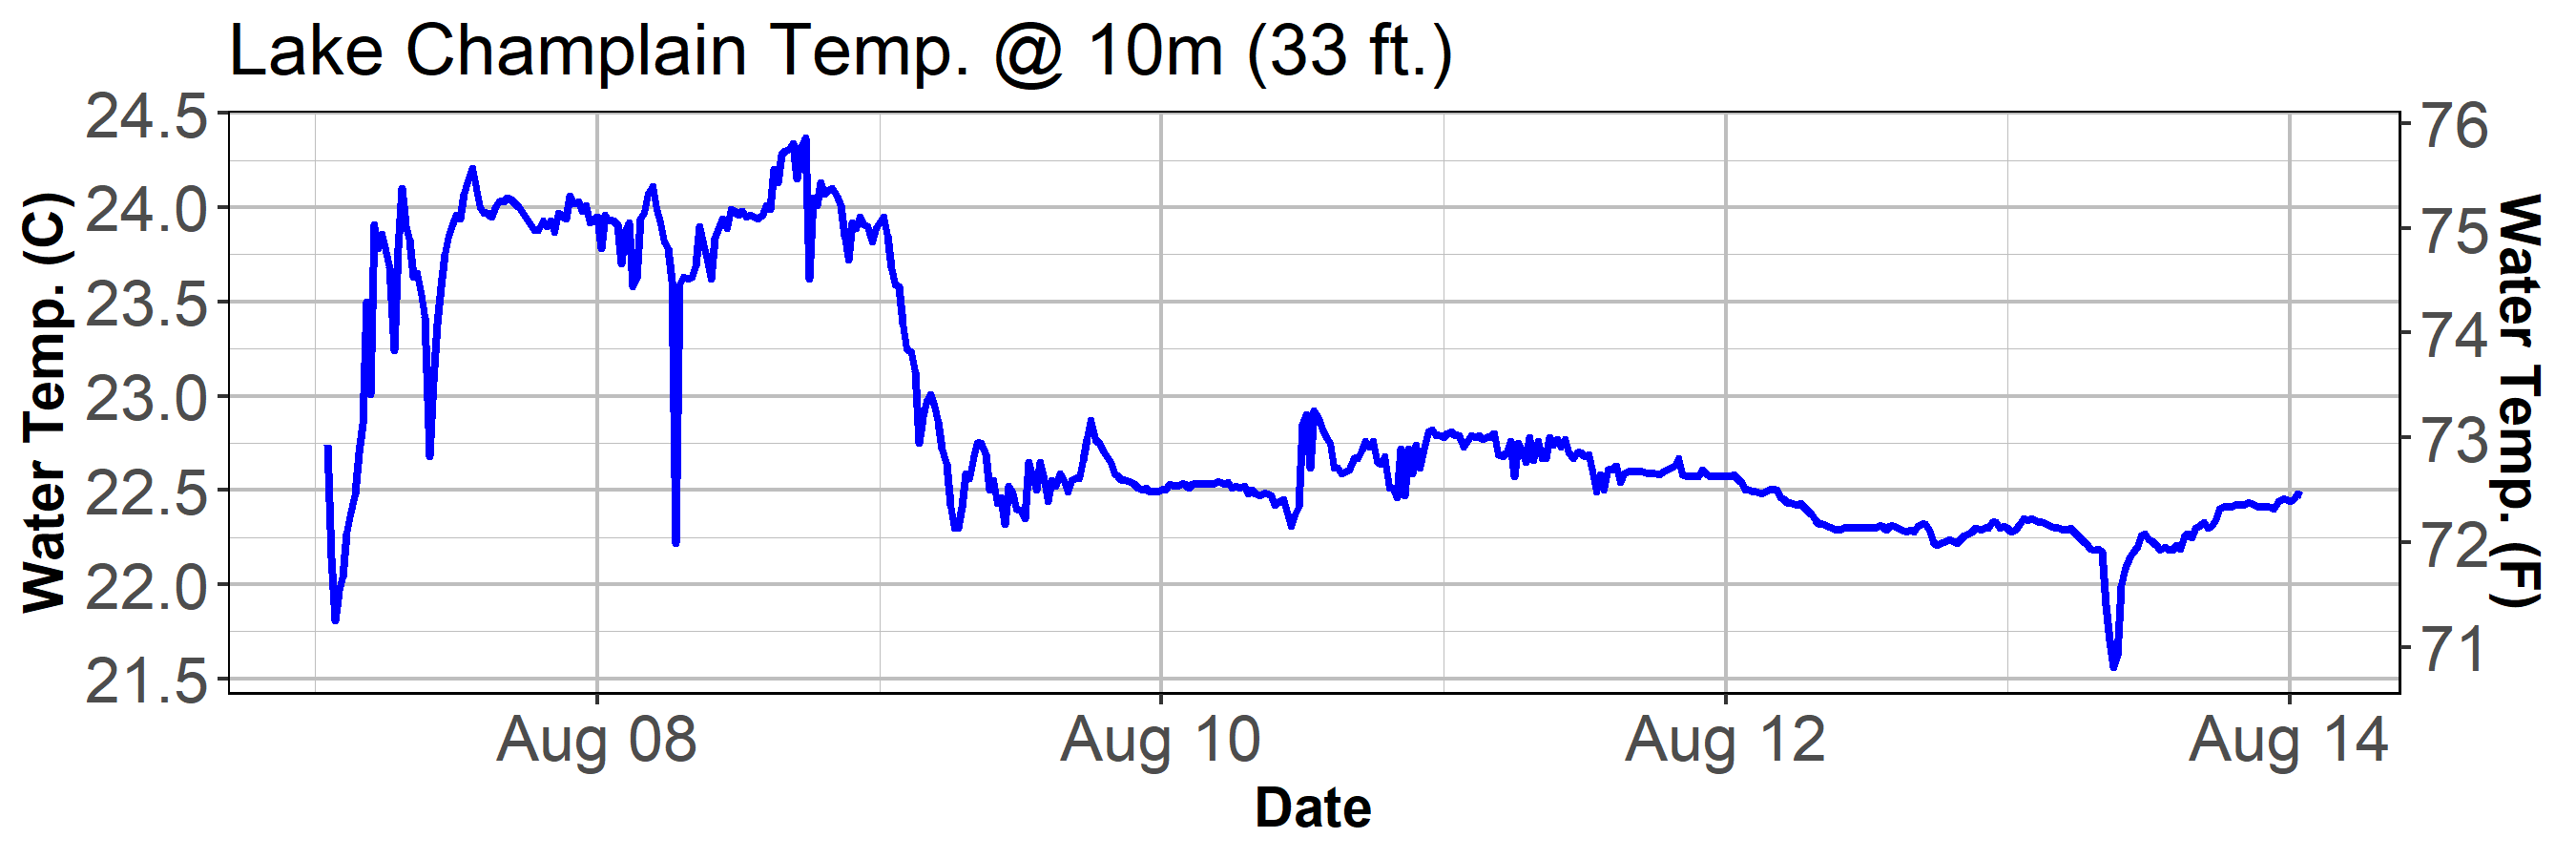 Lake Champlain Temp. @ 10m (33 ft.)
Water Temp. (C)
24.5
24.0
23.5
23.0
22.5
22.0
21.5
76
75
74
73
72
71
Water Temp. (F)
Aug 08
Aug 10
Aug 12
Aug 14
Date